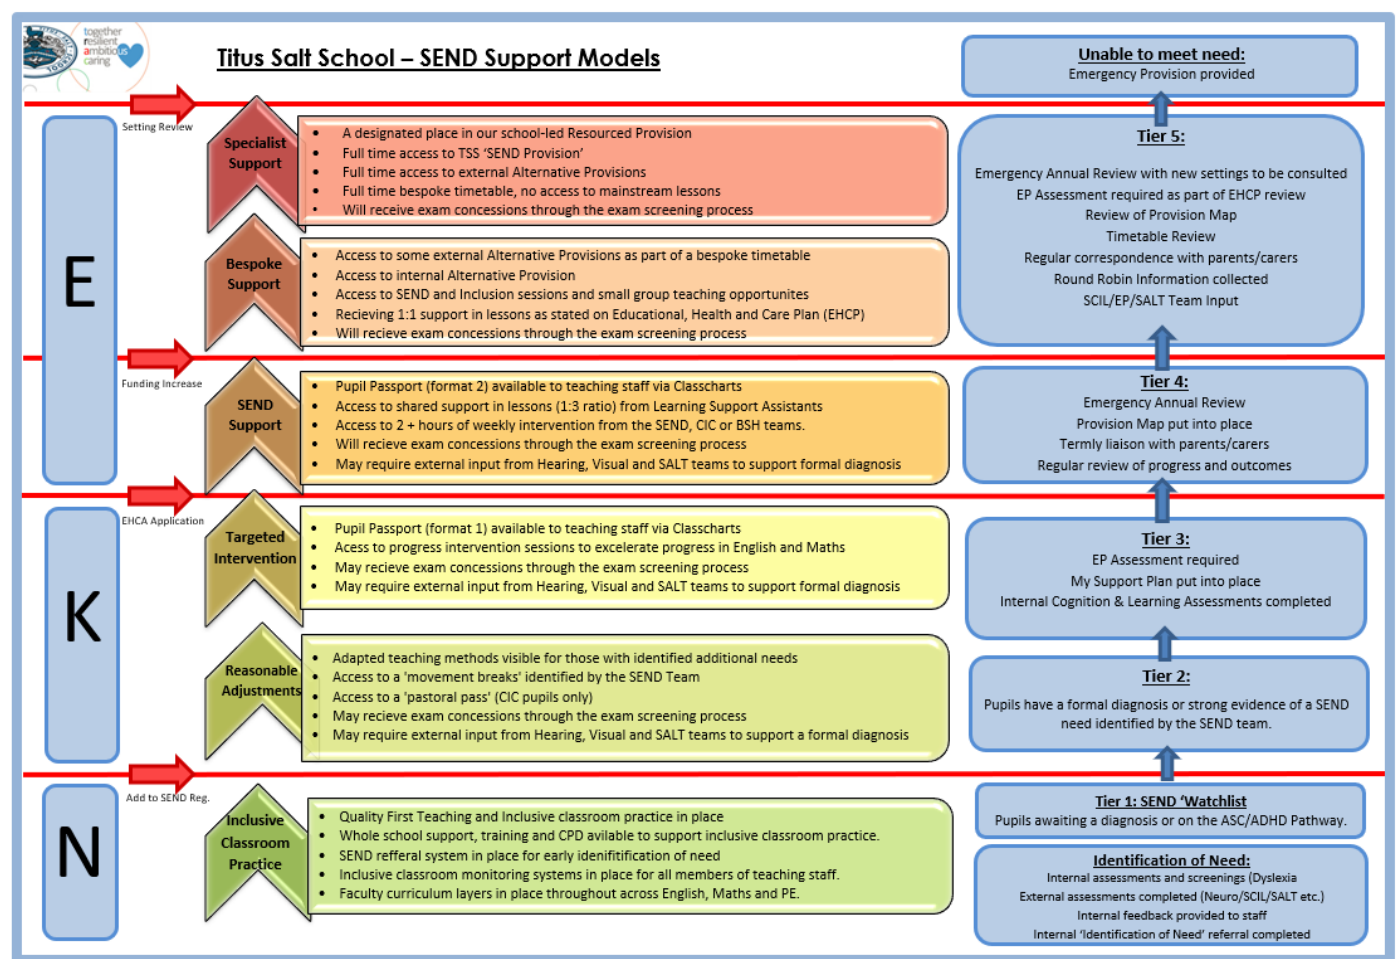 together
resilient
ambitious
caring
Titus Salt School – SEND Support Models
Unable to meet need:
Emergency Provision provided
Setting Review
E
Specialist
Support
• A designated place in our school-led Resourced Provision
• Full time access to TSS ‘SEND Provision’
• Full time access to external Alternative Provisions
• Full time bespoke timetable, no access to mainstream lessons
• Will receive exam concessions through the exam screening process
Bespoke
Support
• Access to some external Alternative Provisions as part of a bespoke timetable
• Access to internal Alternative Provision
• Access to SEND and Inclusion sessions and small group teaching opportunites
• Recieving 1:1 support in lessons as stated on Educational, Health and Care Plan (EHCP)
• Will recieve exam concessions through the exam screening process
Tier 5:
Emergency Annual Review with new settings to be consulted
EP Assessment required as part of EHCP review
Review of Provision Map
Timetable Review
Regular correspondence with parents/carers
Round Robin Information collected
SCIL/EP/SALT Team Input
Funding Increase
SEND
Support
• Pupil Passport (format 2) available to teaching staff via Classcharts
• Access to shared support in lessons (1:3 ratio) from Learning Support Assistants
• Access to 2 + hours of weekly intervention from the SEND, CIC or BSH teams.
• Will recieve exam concessions through the exam screening process
• May require external input from Hearing, Visual and SALT teams to support formal diagnosis
Tier 4:
Emergency Annual Review
Provision Map put into place
Termly liaison with parents/carers
Regular review of progress and outcomes
EHCA Application
K
Targeted
Intervention
• Pupil Passport (format 1) available to teaching staff via Classcharts
• Acess to progress intervention sessions to excelerate progress in English and Maths
• May recieve exam concessions through the exam screening process
• May require external input from Hearing, Visual and SALT teams to support formal diagnosis
Tier 3:
EP Assessment required
My Support Plan put into place
Internal Cognition & Learning Assessments completed
Reasonable
Adjustments
• Adapted teaching methods visible for those with identified additional needs
• Access to a 'movement breaks' identified by the SEND Team
• Access to a 'pastoral pass' (CIC pupils only)
• May recieve exam concessions through the exam screening process
• May require external input from Hearing, Visual and SALT teams to support a formal diagnosis
Tier 2:
Pupils have a formal diagnosis or strong evidence of a SEND
need identified by the SEND team.
Add to SEND Reg.
N
Inclusive
Classroom
Practice
• Quality First Teaching and Inclusive classroom practice in place
• Whole school support, training and CPD avilable to support inclusive classroom practice.
• SEND refferal system in place for early idenifitification of need
• Inclusive classroom monitoring systems in place for all members of teaching staff.
• Faculty curriculum layers in place throughout across English, Maths and PE.
Tier 1: SEND ‘Watchlist
Pupils awaiting a diagnosis or on the ASC/ADHD Pathway.
Identification of Need:
Internal assessments and screenings (Dyslexia
External assessments completed (Neuro/SCIL/SALT etc.)
Internal feedback provided to staff
Internal ‘Identification of Need’ referral completed